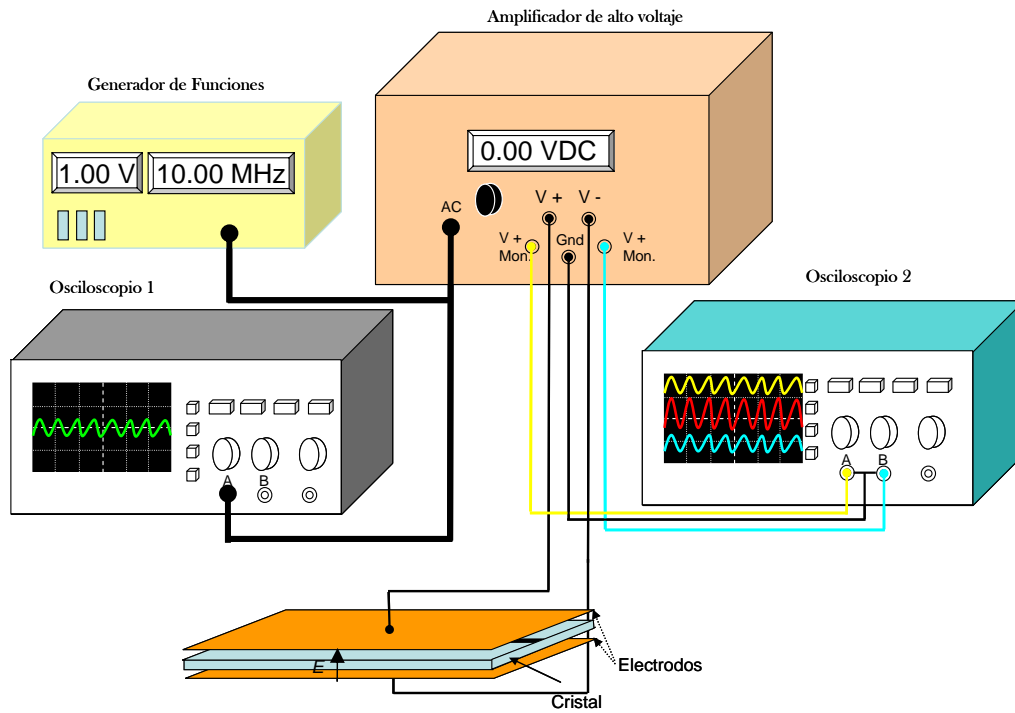 Amplificador de alto voltaje
Generador de Funciones
1.00 V
10.00 MHz
0.00 VDC
AC
V +
V -
V +
Mon.
Gnd
V +
Mon.
Osciloscopio 1
A
B
Osciloscopio 2
A
B
E
Electrodos
Cristal